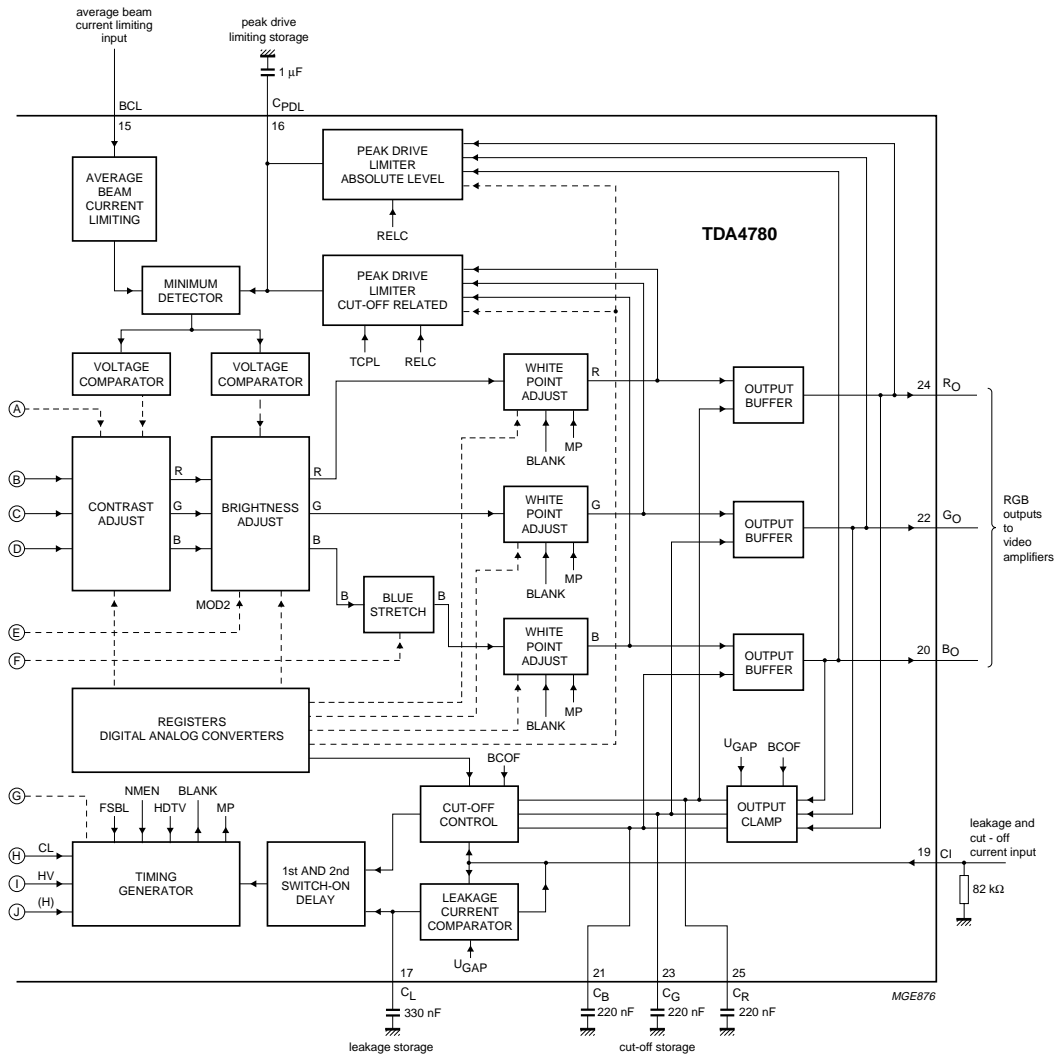 average beam
current limiting
input
peak drive
limiting storage
1 μF
BCL
CPDL
15
16
PEAK DRIVE
LIMITER
ABSOLUTE LEVEL
AVERAGE
BEAM
CURRENT
LIMITING
RELC
TDA4780
MINIMUM
DETECTOR
PEAK DRIVE
LIMITER
CUT-OFF RELATED
TCPL
RELC
VOLTAGE
COMPARATOR
VOLTAGE
COMPARATOR
WHITE
POINT
ADJUST
R
OUTPUT
BUFFER
24
RO
A
MP
BLANK
B
C
D
CONTRAST
ADJUST
R
G
B
BRIGHTNESS
ADJUST
R
G
B
WHITE
POINT
ADJUST
G
OUTPUT
BUFFER
22
GO
RGB
outputs
to
video
amplifiers
MP
BLANK
MOD2
B
BLUE
STRETCH
B
E
F
WHITE
POINT
ADJUST
B
OUTPUT
BUFFER
20
BO
MP
BLANK
REGISTERS
DIGITAL ANALOG CONVERTERS
BCOF
UGAP
BCOF
G
FSBL
NMEN
HDTV
BLANK
MP
CUT-OFF
CONTROL
OUTPUT
CLAMP
leakage and
cut - off
current input
H
CL
I
HV
J
(H)
TIMING
GENERATOR
1st AND 2nd
SWITCH-ON
DELAY
LEAKAGE
CURRENT
COMPARATOR
19
CI
82 kΩ
UGAP
17
21
23
25
CL
CB
CG
CR
MGE876
330 nF
220 nF
220 nF
220 nF
leakage storage
cut-off storage